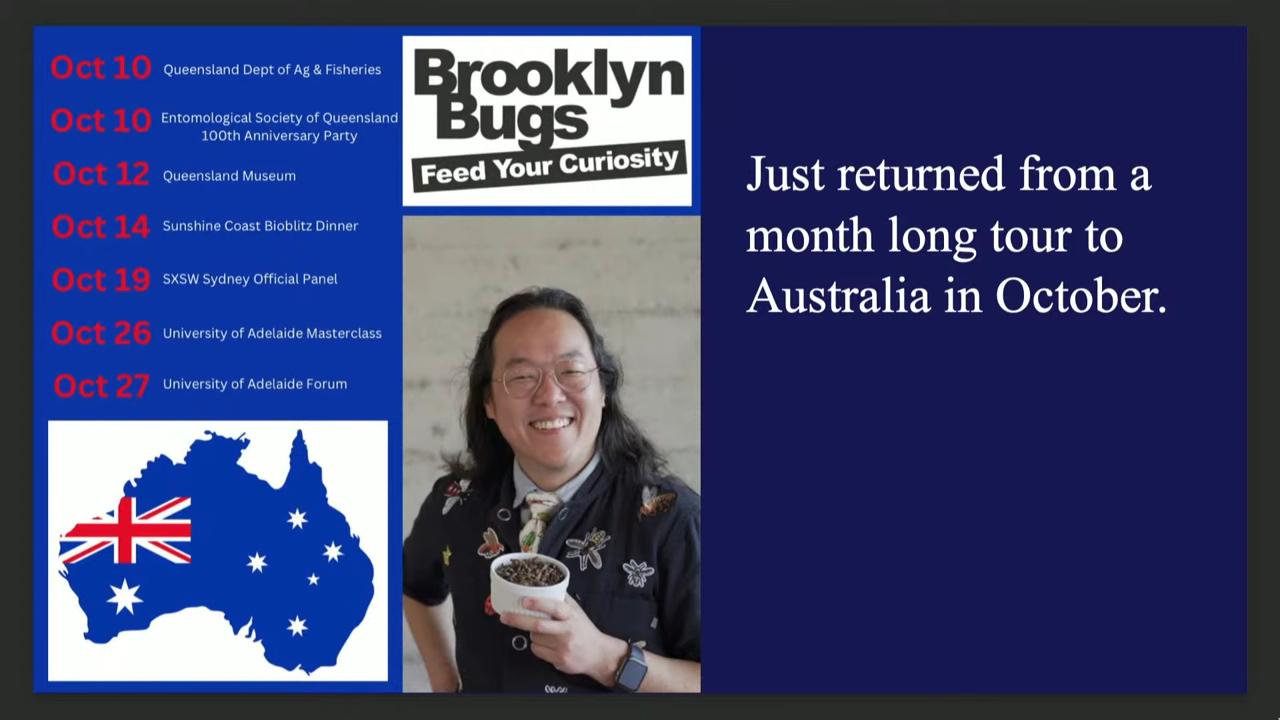 Oct 10 Queensland Dept of Ag & Fisheries
Oct 10 Entomological Society of Queensland
100th Anniversary Party
Oct 12 Queensland Museum
Oct 14 Sunshine Coast Bioblitz Dinner
Oct 19 SXSW Sydney Official Panel
Oct 26 University of Adelaide Masterclass
Oct 27 University of Adelaide Forum
Brooklyn
Bugs
Feed Your Curiosity
Just returned from a
month long tour to
Australia in October.